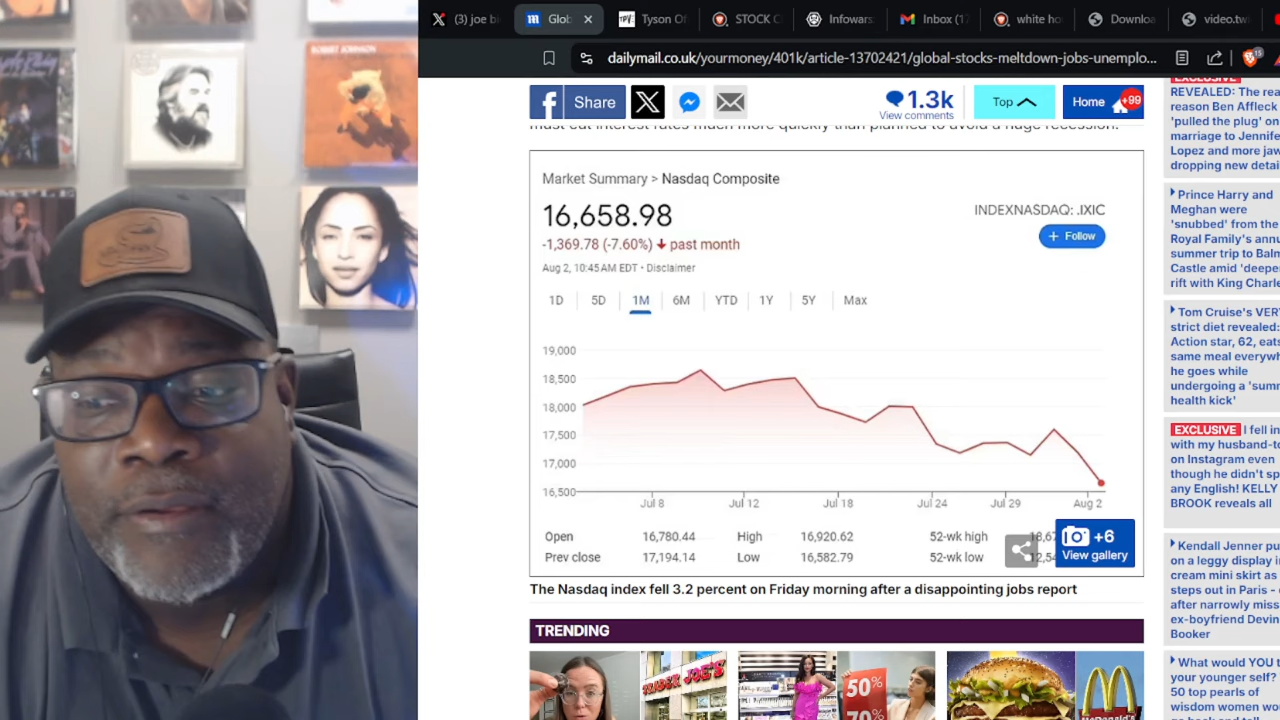 (3) joe bi
Glob
Tyson Of
STOCK C
Infowars
Inbox (17
white ho
Downloa
video.tw
dailymail.co.uk/yourmoney/401k/article-13702421/global-stocks-meltdown-jobs-unemplo...
15
Share
1.3k
View comments
Top
Home
+99
must cut interest rates much more quickly than planned to avoid a huge recession.
Market Summary > Nasdaq Composite
16,658.98
INDEXNASDAQ: .IXIC
-1,369.78 (-7.60%) past month
+ Follow
Aug 2, 10:45 AM EDT • Disclaimer
1D 5D 1M 6M YTD 1Y 5Y Max
19,000
18,500
18,000
17,500
17,000
16,500
Jul 8 Jul 12 Jul 18 Jul 24 Jul 29 Aug 2
Open 16,780.44 High 16,920.62 52-wk high
Prev close 17,194.14 Low 16,582.79 52-wk low
+6
View gallery
The Nasdaq index fell 3.2 percent on Friday morning after a disappointing jobs report
TRENDING
TRADER JOE'S
50%
70%
McDonald's
EXCLUSIVE
REVEALED: The rea
reason Ben Affleck
'pulled the plug' on
marriage to Jennife
Lopez and more jaw
dropping new detai
Prince Harry and
Meghan were
'snubbed' from the
Royal Family's annu
summer trip to Balm
Castle amid 'deepe
rift with King Charle
Tom Cruise's VERY
strict diet revealed:
Action star, 62, eats
same meal everywh
he goes while
undergoing a 'sum
health kick'
EXCLUSIVE I fell in
with my husband-to
on Instagram even
though he didn't sp
any English! KELLY
BROOK reveals all
Kendall Jenner pu
on a leggy display i
cream mini skirt as
steps out in Paris -
after narrowly miss
ex-boyfriend Devin
Booker
What would YOU t
your younger self?
50 top pearls of
wisdom women wo